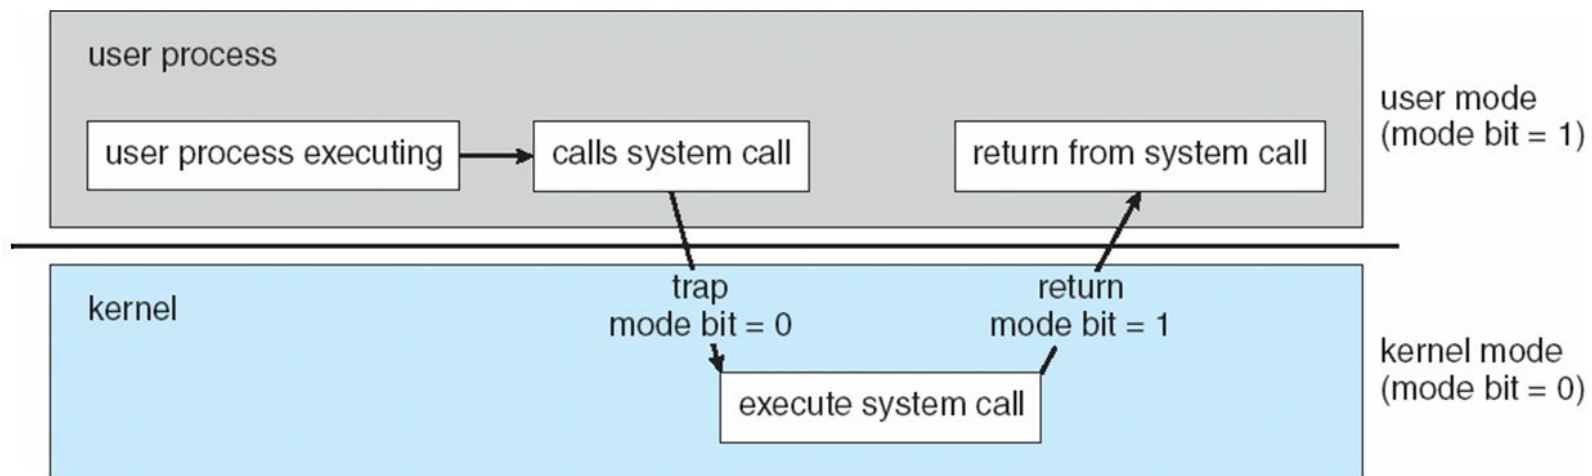 user process
user process executing
calls system call
return from system call
user mode
(mode bit = 1)
kernel
trap
mode bit = 0
return
mode bit = 1
execute system call
kernel mode
(mode bit = 0)